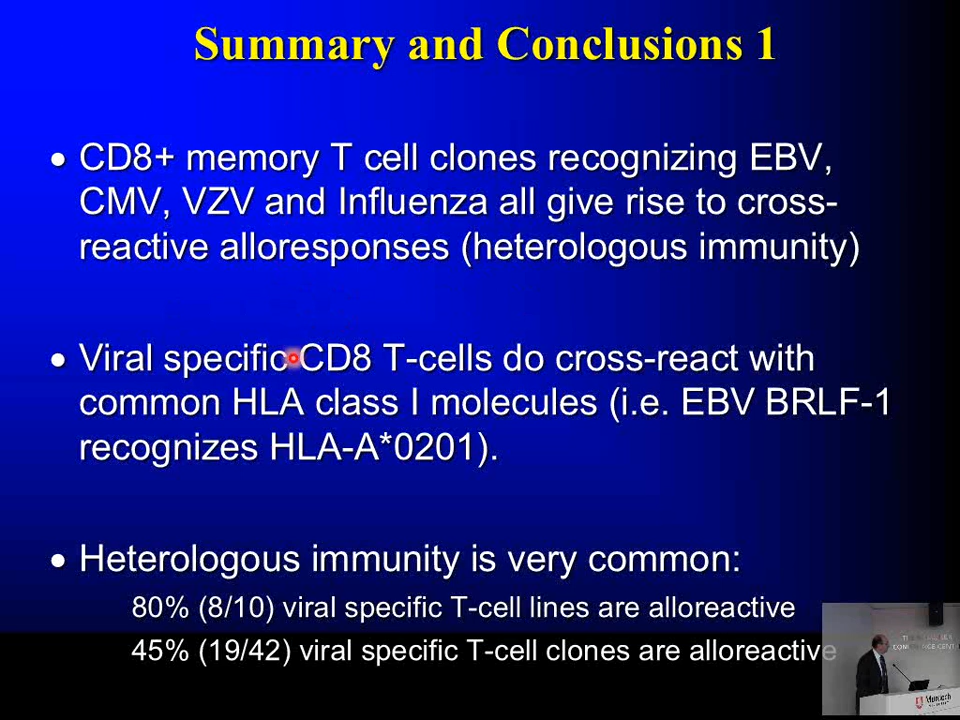 Summary and Conclusions 1
• CD8+ memory T cell clones recognizing EBV,
CMV, VZV and Influenza all give rise to cross-
reactive alloresponses (heterologous immunity)
• Viral specific CD8 T-cells do cross-react with
common HLA class I molecules (i.e. EBV BRLF-1
recognizes HLA-A*0201).
• Heterologous immunity is very common:
80% (8/10) viral specific T-cell lines are alloreactive
45% (19/42) viral specific T-cell clones are alloreactive
Murdoch